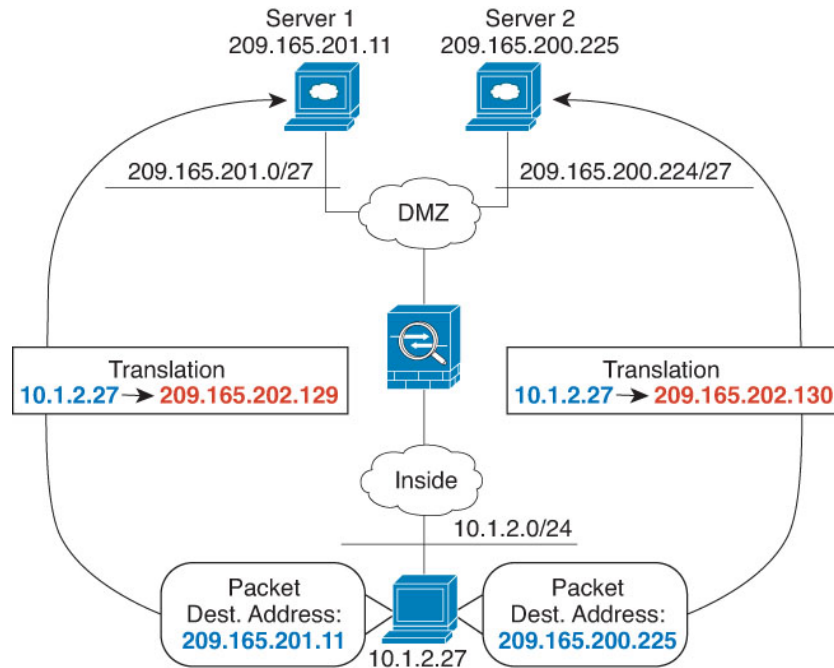 Server 1
209.165.201.11
Server 2
209.165.200.225
209.165.201.0/27
209.165.200.224/27
DMZ
Translation
10.1.2.27 → 209.165.202.129
Translation
10.1.2.27 → 209.165.202.130
Inside
10.1.2.0/24
Packet
Dest. Address:
209.165.201.11
Packet
Dest. Address:
209.165.200.225
10.1.2.27